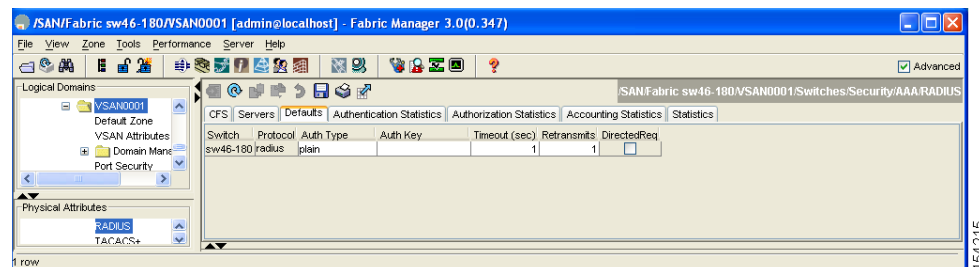 /SAN/Fabric sw46-180/VSAN0001 [admin@localhost] - Fabric Manager 3.0(0.347)
File View Zone Tools Performance Server Help
Advanced
Logical Domains
/SAN/Fabric sw46-180/VSAN0001/Switches/Security/AAA/RADIUS
VSAN0001
Default Zone
VSAN Attributes
Domain Mana
Port Security
CFS Servers Defaults Authentication Statistics Authorization Statistics Accounting Statistics Statistics
Switch Protocol Auth Type Auth Key Timeout (sec) Retransmits DirectedReq
sw46-180 radius plain 1 1
Physical Attributes
RADIUS
TACACS+
1 row